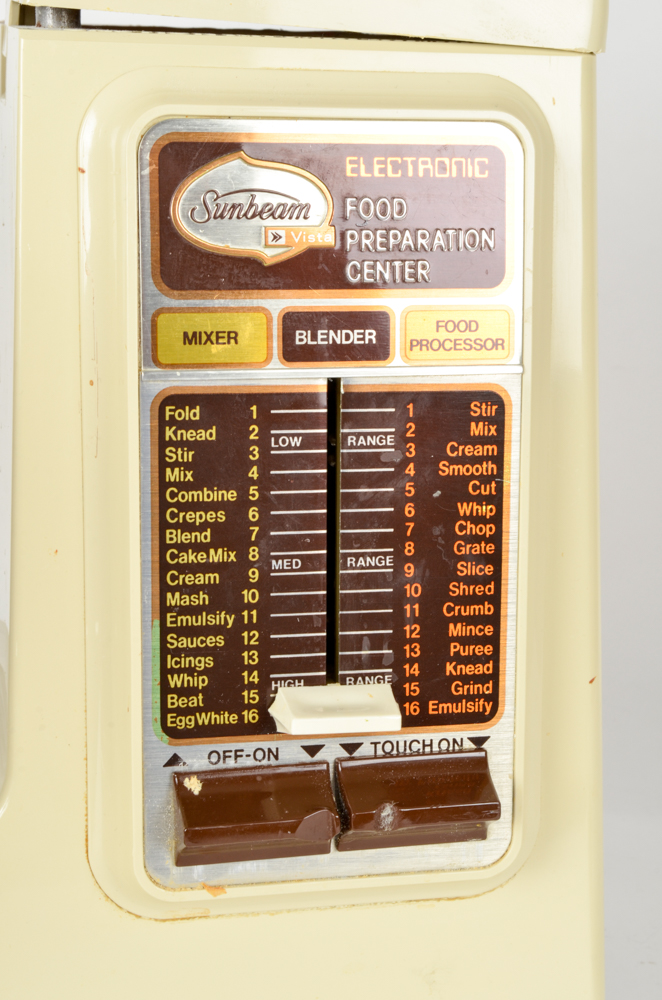 ELECTRONIC
Sunbeam
Vista
FOOD
PREPARATION
CENTER
MIXER
BLENDER
FOOD
PROCESSOR
Fold 1
Knead 2
Stir 3
Mix 4
Combine 5
Crepes 6
Blend 7
Cake Mix 8
Cream 9
Mash 10
Emulsify 11
Sauces 12
Icings 13
Whip 14
Beat 15
Egg White 16
LOW RANGE
MED RANGE
HIGH RANGE
1 Stir
2 Mix
3 Cream
4 Smooth
5 Cut
6 Whip
7 Chop
8 Grate
9 Slice
10 Shred
11 Crumb
12 Mince
13 Puree
14 Knead
15 Grind
16 Emulsify
OFF-ON
TOUCH ON